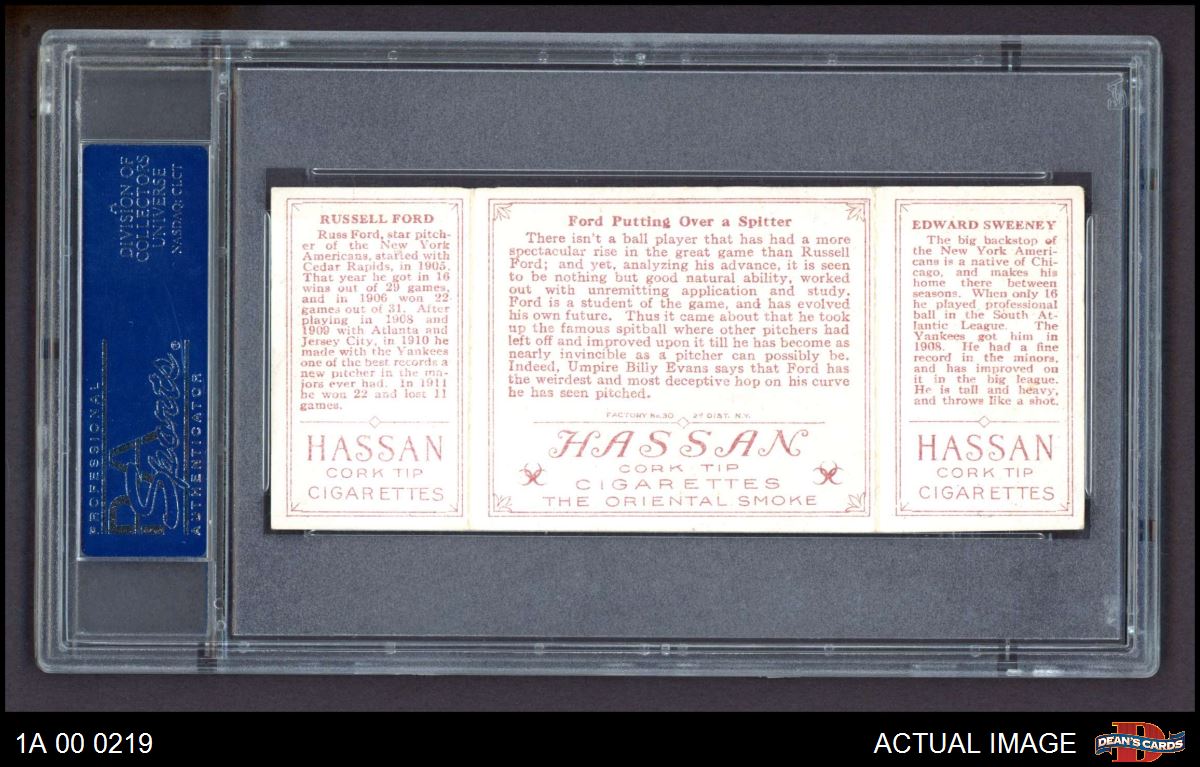 A
DIVISION OF
COLLECTORS
UNIVERSE
NASDAQ: CLCT
PROFESSIONAL
PSA
Sports
®
AUTHENTICATOR
PSA
RUSSELL FORD
Russ Ford, star pitch-
er of the New York
Americans, started with
Cedar Rapids, in 1905.
That year he got in 16
wins out of 29 games,
and in 1906 won 22
games out of 31. After
playing in 1908 and
1909 with Atlanta and
Jersey City, in 1910 he
made with the Yankees
one of the best records a
new pitcher in the ma-
jors ever had. In 1911
he won 22 and lost 11
games.
HASSAN
CORK TIP
CIGARETTES
Ford Putting Over a Spitter
There isn't a ball player that has had a more
spectacular rise in the great game than Russell
Ford; and yet, analyzing his advance, it is seen
to be nothing but good natural ability, worked
out with unremitting application and study.
Ford is a student of the game, and has evolved
his own future. Thus it came about that he took
up the famous spitball where other pitchers had
left off and improved upon it till he has become as
nearly invincible as a pitcher can possibly be.
Indeed, Umpire Billy Evans says that Ford has
the weirdest and most deceptive hop on his curve
he has seen pitched.
FACTORY No. 30 2d DIST. N.Y.
HASSAN
CORK TIP
CIGARETTES
THE ORIENTAL SMOKE
EDWARD SWEENEY
The big backstop of
the New York Ameri-
cans is a native of Chi-
cago, and makes his
home there between
seasons. When only 16
he played professional
ball in the South At-
lantic League. The
Yankees got him in
1908. He had a fine
record in the minors,
and has improved on
it in the big league.
He is tall and heavy,
and throws like a shot.
HASSAN
CORK TIP
CIGARETTES
1A 00 0219
ACTUAL IMAGE
D
DEAN'S CARDS